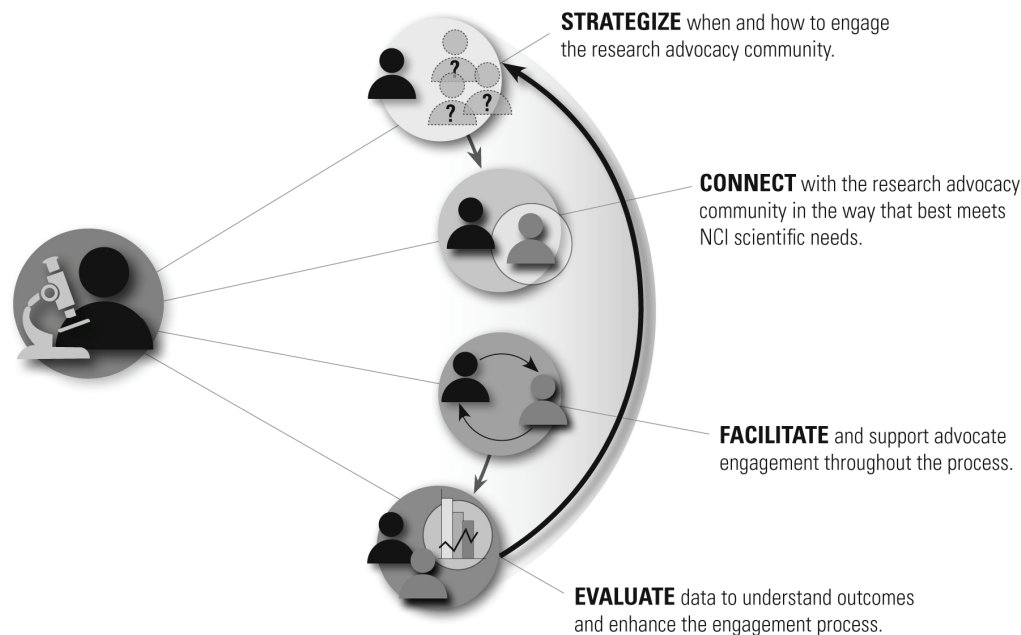 STRATEGIZE when and how to engage
the research advocacy community.
?
?
?
CONNECT with the research advocacy
community in the way that best meets
NCI scientific needs.
FACILITATE and support advocate
engagement throughout the process.
EVALUATE data to understand outcomes
and enhance the engagement process.